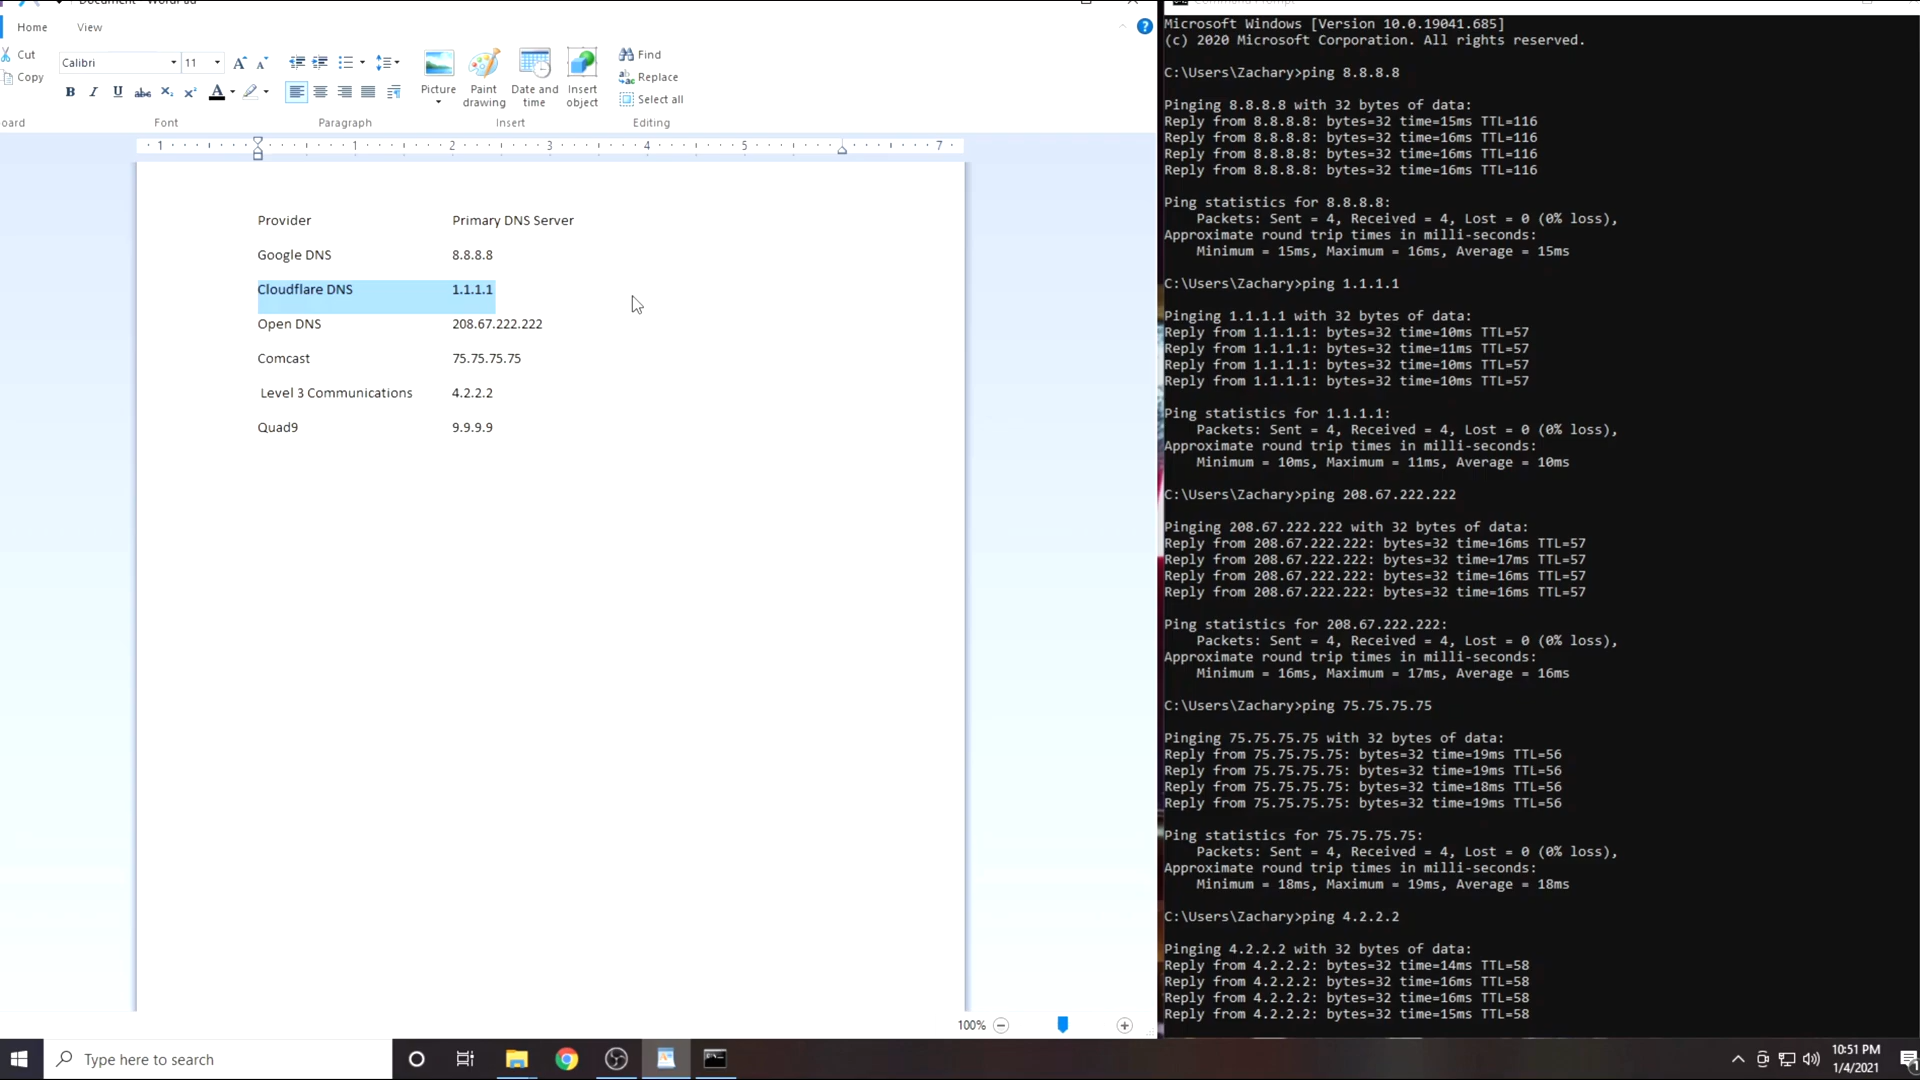 Document - WordPad
Home View
Cut
Copy
Calibri 11
Find
Replace
Select all
Picture
Paint drawing
Date and time
Insert object
oard Font Paragraph Insert Editing
1 1 2 3 4 5 7
Provider Primary DNS Server
Google DNS 8.8.8.8
Cloudflare DNS 1.1.1.1
Open DNS 208.67.222.222
Comcast 75.75.75.75
Level 3 Communications 4.2.2.2
Quad9 9.9.9.9
100%
Command Prompt
Microsoft Windows [Version 10.0.19041.685]
(c) 2020 Microsoft Corporation. All rights reserved.
C:\Users\Zachary>ping 8.8.8.8
Pinging 8.8.8.8 with 32 bytes of data:
Reply from 8.8.8.8: bytes=32 time=15ms TTL=116
Reply from 8.8.8.8: bytes=32 time=16ms TTL=116
Reply from 8.8.8.8: bytes=32 time=16ms TTL=116
Reply from 8.8.8.8: bytes=32 time=16ms TTL=116
Ping statistics for 8.8.8.8:
Packets: Sent = 4, Received = 4, Lost = 0 (0% loss),
Approximate round trip times in milli-seconds:
Minimum = 15ms, Maximum = 16ms, Average = 15ms
C:\Users\Zachary>ping 1.1.1.1
Pinging 1.1.1.1 with 32 bytes of data:
Reply from 1.1.1.1: bytes=32 time=10ms TTL=57
Reply from 1.1.1.1: bytes=32 time=11ms TTL=57
Reply from 1.1.1.1: bytes=32 time=10ms TTL=57
Reply from 1.1.1.1: bytes=32 time=10ms TTL=57
Ping statistics for 1.1.1.1:
Packets: Sent = 4, Received = 4, Lost = 0 (0% loss),
Approximate round trip times in milli-seconds:
Minimum = 10ms, Maximum = 11ms, Average = 10ms
C:\Users\Zachary>ping 208.67.222.222
Pinging 208.67.222.222 with 32 bytes of data:
Reply from 208.67.222.222: bytes=32 time=16ms TTL=57
Reply from 208.67.222.222: bytes=32 time=17ms TTL=57
Reply from 208.67.222.222: bytes=32 time=16ms TTL=57
Reply from 208.67.222.222: bytes=32 time=16ms TTL=57
Ping statistics for 208.67.222.222:
Packets: Sent = 4, Received = 4, Lost = 0 (0% loss),
Approximate round trip times in milli-seconds:
Minimum = 16ms, Maximum = 17ms, Average = 16ms
C:\Users\Zachary>ping 75.75.75.75
Pinging 75.75.75.75 with 32 bytes of data:
Reply from 75.75.75.75: bytes=32 time=19ms TTL=56
Reply from 75.75.75.75: bytes=32 time=19ms TTL=56
Reply from 75.75.75.75: bytes=32 time=18ms TTL=56
Reply from 75.75.75.75: bytes=32 time=19ms TTL=56
Ping statistics for 75.75.75.75:
Packets: Sent = 4, Received = 4, Lost = 0 (0% loss),
Approximate round trip times in milli-seconds:
Minimum = 18ms, Maximum = 19ms, Average = 18ms
C:\Users\Zachary>ping 4.2.2.2
Pinging 4.2.2.2 with 32 bytes of data:
Reply from 4.2.2.2: bytes=32 time=14ms TTL=58
Reply from 4.2.2.2: bytes=32 time=16ms TTL=58
Reply from 4.2.2.2: bytes=32 time=16ms TTL=58
Reply from 4.2.2.2: bytes=32 time=15ms TTL=58
Type here to search
10:51 PM
1/4/2021